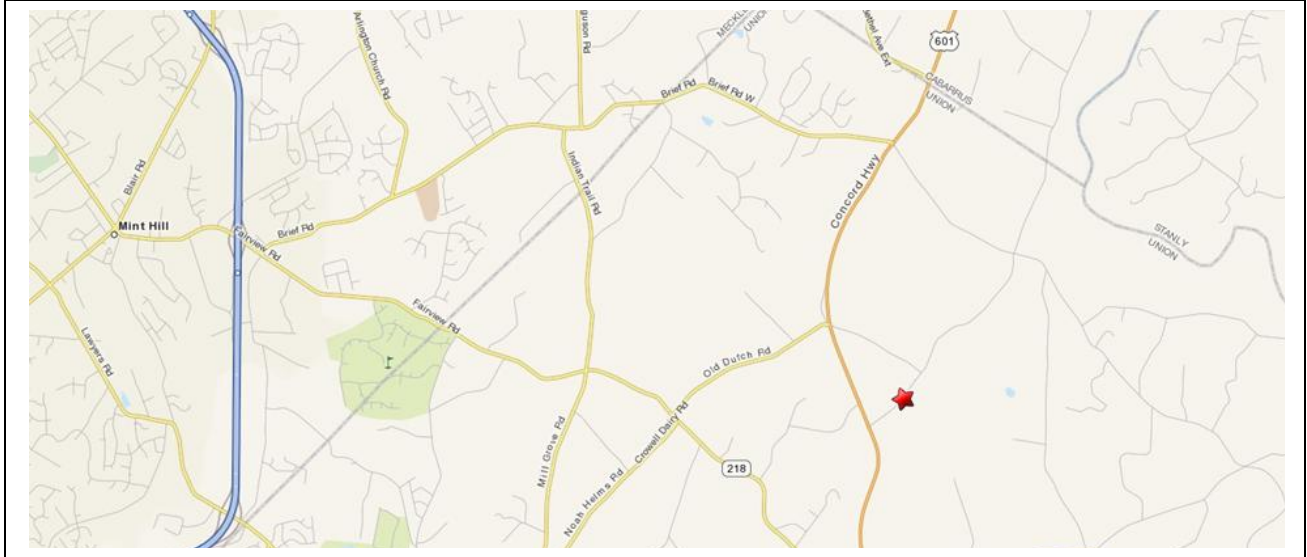 Arlington Church Rd
guson Rd
MECKL
UNION
Bethel Ave Ext
601
CABARRUS
UNION
Brief Rd
Brief Rd W
Blair Rd
Indian Trail Rd
Concord Hwy
Mint Hill
Brief Rd
Fairview Rd
STANLY
UNION
Fairview Rd
Lawyers Rd
Old Dutch Rd
Crowell Dairy Rd
Mill Grove Rd
218
Noah Helms Rd